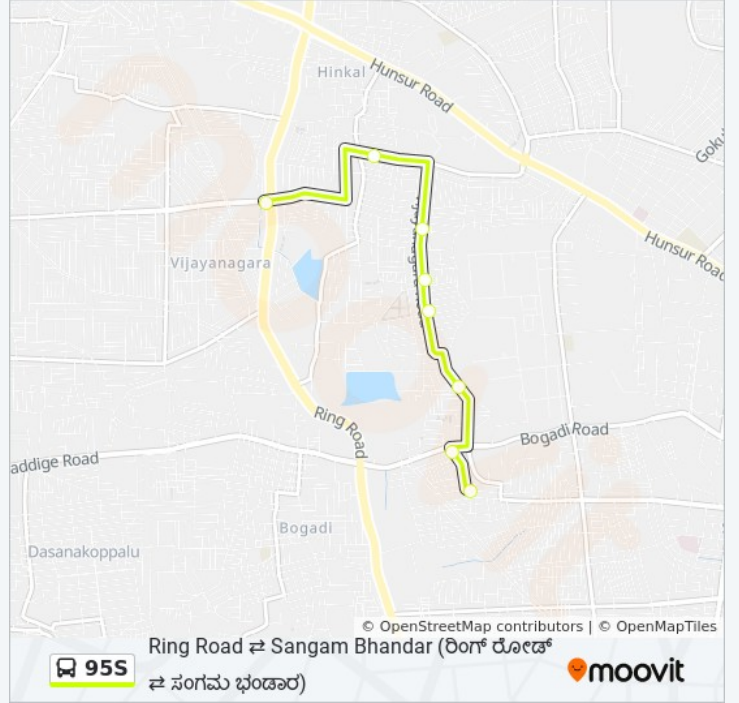 Hinkal
Hunsur Road
Goku
Hunsur Road
Vijayanagara
Ring Road
Bogadi Road
addige Road
Bogadi
Dasanakoppalu
© OpenStreetMap contributors | © OpenMapTiles
Ring Road ⇄ Sangam Bhandar (ರಿಂಗ್ ರೋಡ್
95S
⇄ ಸಂಗಮ ಭಂಡಾರ)
moovit